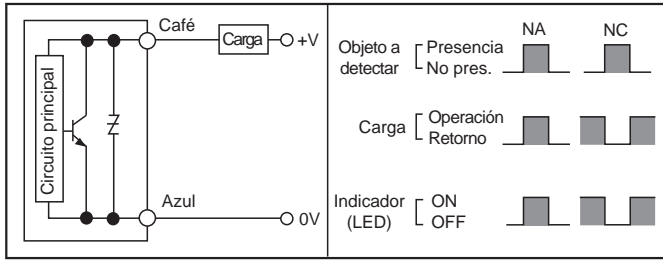 Circuito principal
Café
Carga
+V
Azul
0V
NA
NC
Objeto a
detectar
Presencia
No pres.
Carga
Operación
Retorno
Indicador
(LED)
ON
OFF